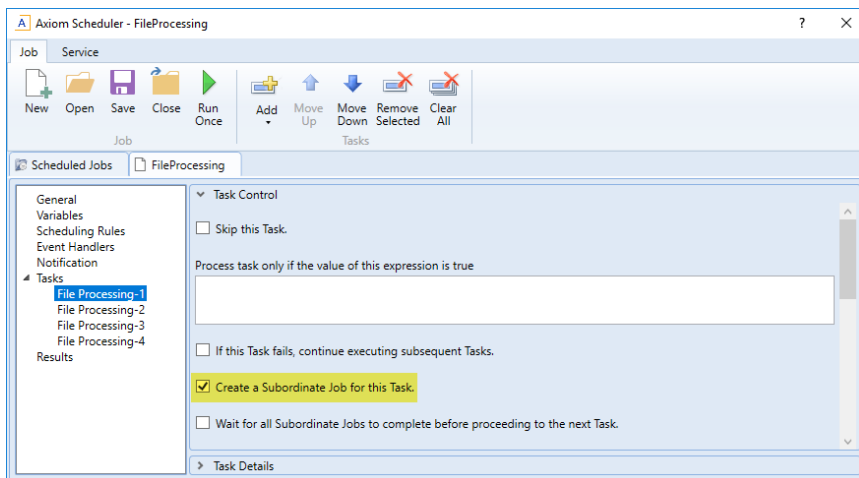 Axiom Scheduler - FileProcessing
Job Service
New Open Save Close Run Once Add Move Up Move Down Remove Selected Clear All
Job Tasks
Scheduled Jobs FileProcessing
General
Variables
Scheduling Rules
Event Handlers
Notification
Tasks
File Processing-1
File Processing-2
File Processing-3
File Processing-4
Results
Task Control
Skip this Task.
Process task only if the value of this expression is true
If this Task fails, continue executing subsequent Tasks.
Create a Subordinate Job for this Task.
Wait for all Subordinate Jobs to complete before proceeding to the next Task.
Task Details